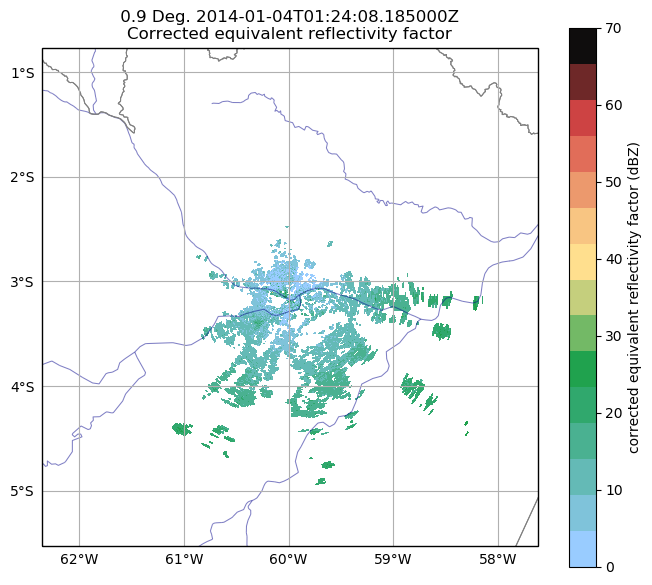 0.9 Deg. 2014-01-04T01:24:08.185000Z
Corrected equivalent reflectivity factor
1°S
2°S
3°S
4°S
5°S
62°W
61°W
60°W
59°W
58°W
70
60
50
40
30
20
10
0
corrected equivalent reflectivity factor (dBZ)